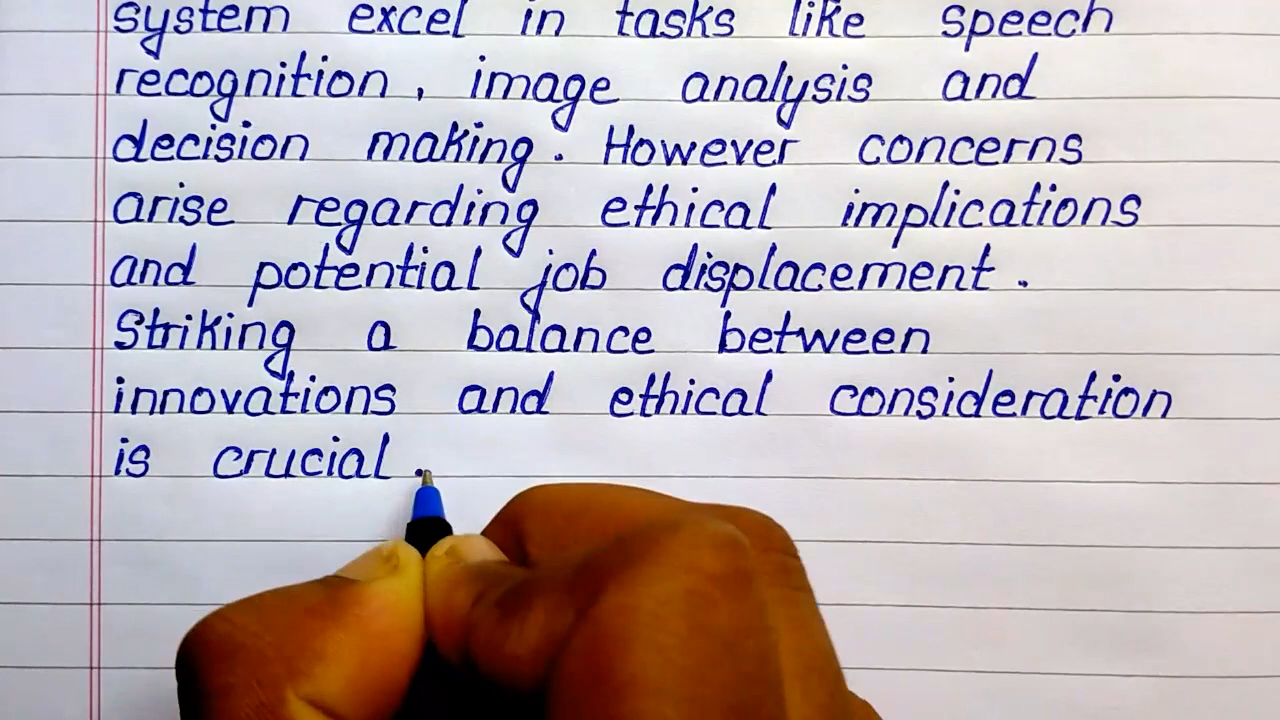 system excel in tasks like speech
recognition, image analysis and
decision making. However concerns
arise regarding ethical implications
and potential job displacement.
Striking a balance between
innovations and ethical consideration
is crucial.